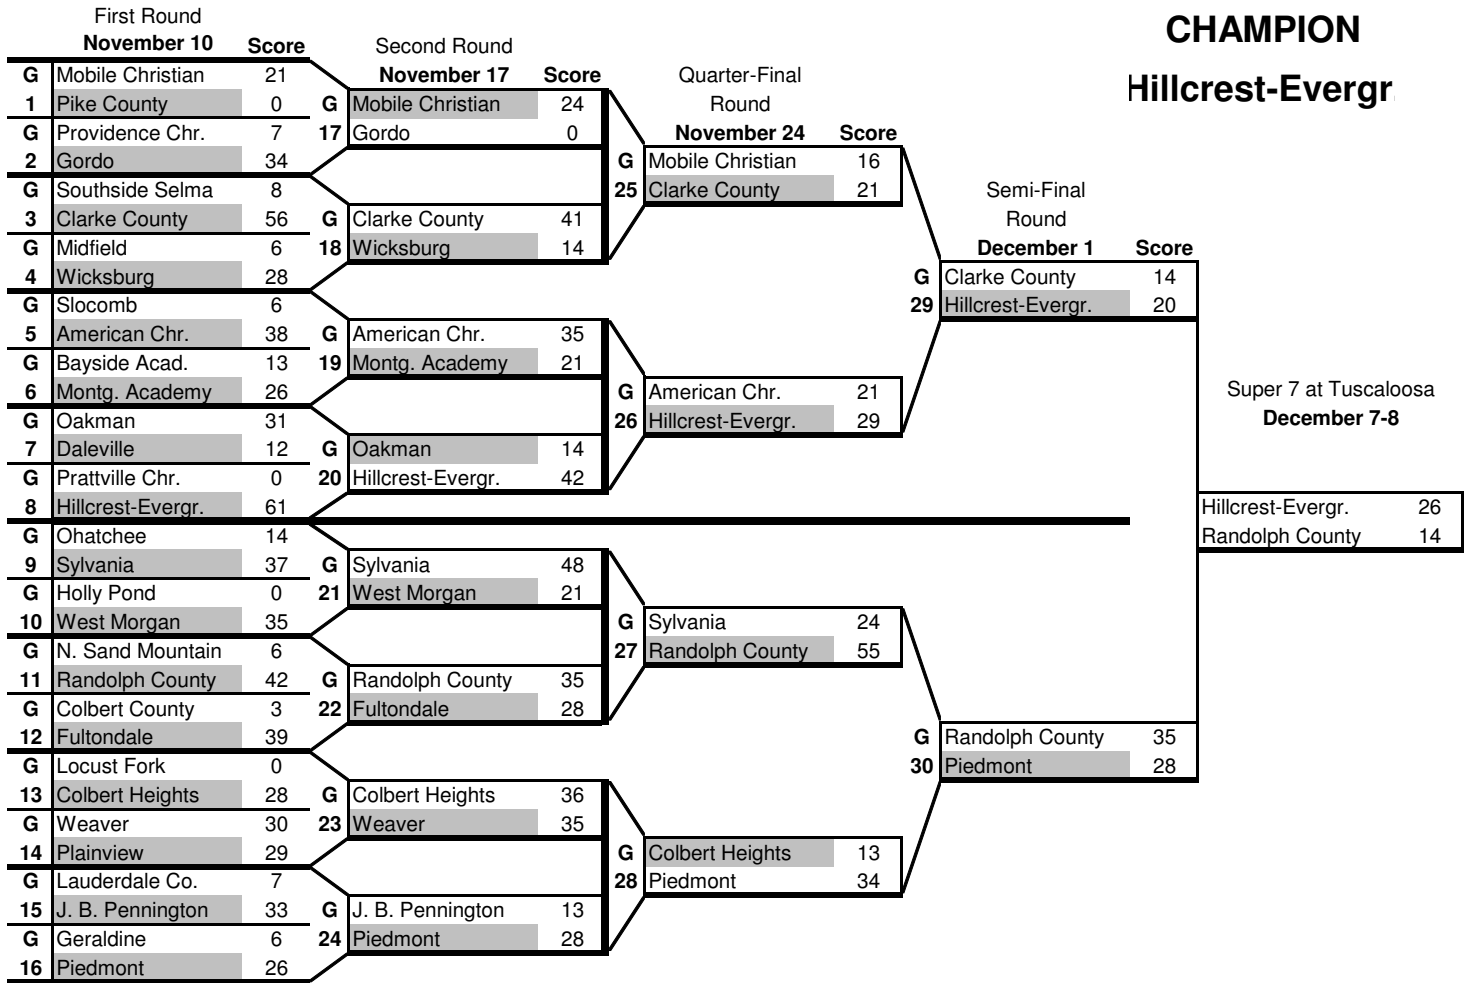 First Round
November 10 Score
G Mobile Christian 21
1 Pike County 0
G Providence Chr. 7
2 Gordo 34
G Southside Selma 8
3 Clarke County 56
G Midfield 6
4 Wicksburg 28
G Slocomb 6
5 American Chr. 38
G Bayside Acad. 13
6 Montg. Academy 26
G Oakman 31
7 Daleville 12
G Prattville Chr. 0
8 Hillcrest-Evergr. 61
G Ohatchee 14
9 Sylvania 37
G Holly Pond 0
10 West Morgan 35
G N. Sand Mountain 6
11 Randolph County 42
G Colbert County 3
12 Fultondale 39
G Locust Fork 0
13 Colbert Heights 28
G Weaver 30
14 Plainview 29
G Lauderdale Co. 7
15 J. B. Pennington 33
G Geraldine 6
16 Piedmont 26
Second Round
November 17 Score
G Mobile Christian 24
17 Gordo 0
G Clarke County 41
18 Wicksburg 14
G American Chr. 35
19 Montg. Academy 21
G Oakman 14
20 Hillcrest-Evergr. 42
G Sylvania 48
21 West Morgan 21
G Randolph County 35
22 Fultondale 28
G Colbert Heights 36
23 Weaver 35
G J. B. Pennington 13
24 Piedmont 28
Quarter-Final
Round
November 24 Score
G Mobile Christian 16
25 Clarke County 21
G American Chr. 21
26 Hillcrest-Evergr. 29
G Sylvania 24
27 Randolph County 55
G Colbert Heights 13
28 Piedmont 34
Semi-Final
Round
December 1 Score
G Clarke County 14
29 Hillcrest-Evergr. 20
G Randolph County 35
30 Piedmont 28
CHAMPION
Hillcrest-Evergr.
Super 7 at Tuscaloosa
December 7-8
Hillcrest-Evergr. 26
Randolph County 14